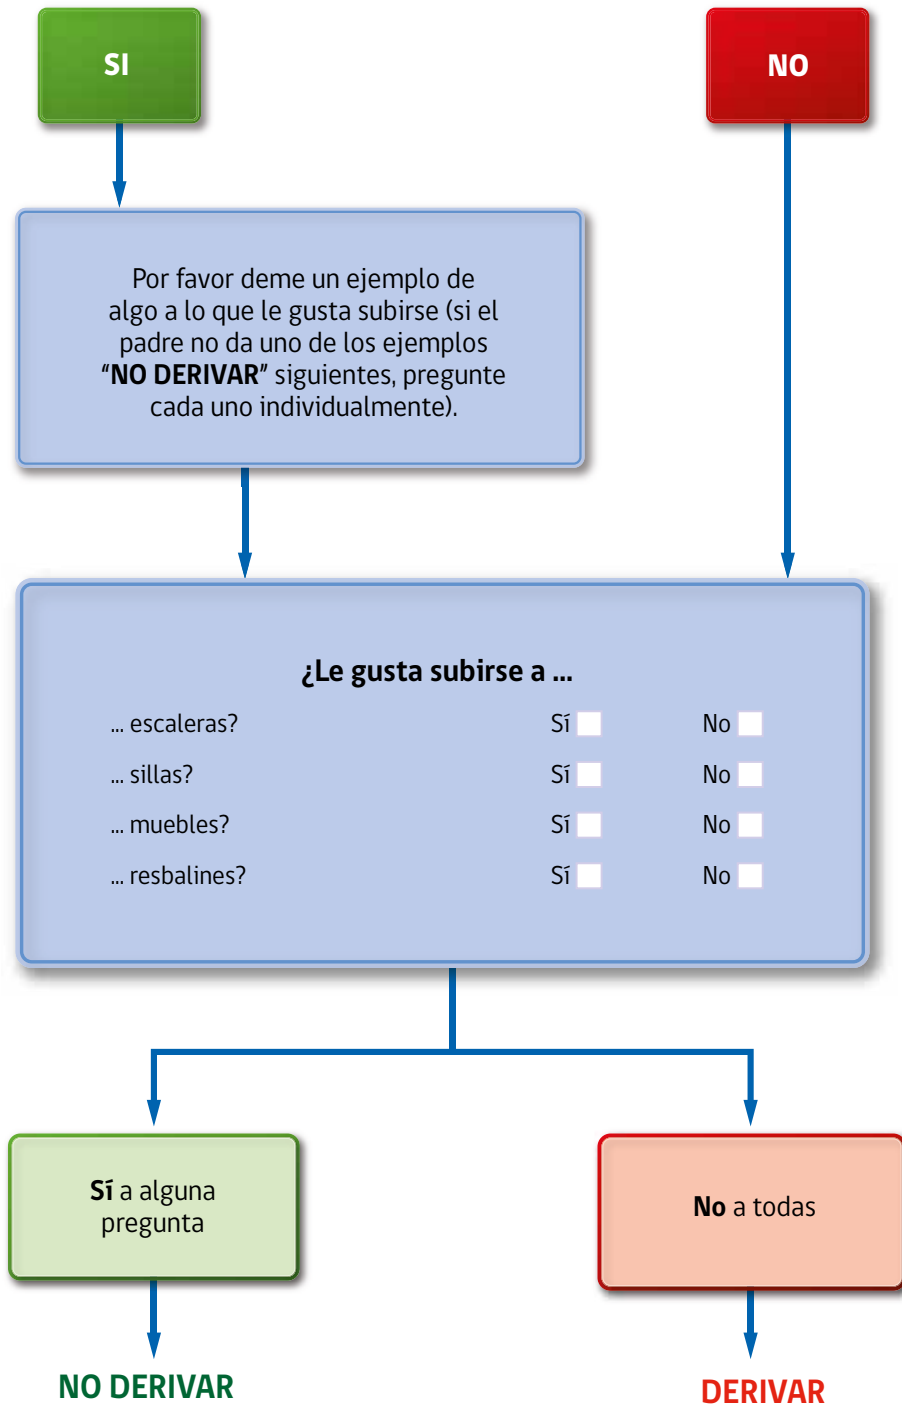 SI
NO
Por favor deme un ejemplo de
algo a lo que le gusta subirse (si el
padre no da uno de los ejemplos
“NO DERIVAR” siguientes, pregunte
cada uno individualmente).
¿Le gusta subirse a ...
... escaleras? Sí No
... sillas? Sí No
... muebles? Sí No
... resbalines? Sí No
Sí a alguna
pregunta
No a todas
NO DERIVAR
DERIVAR